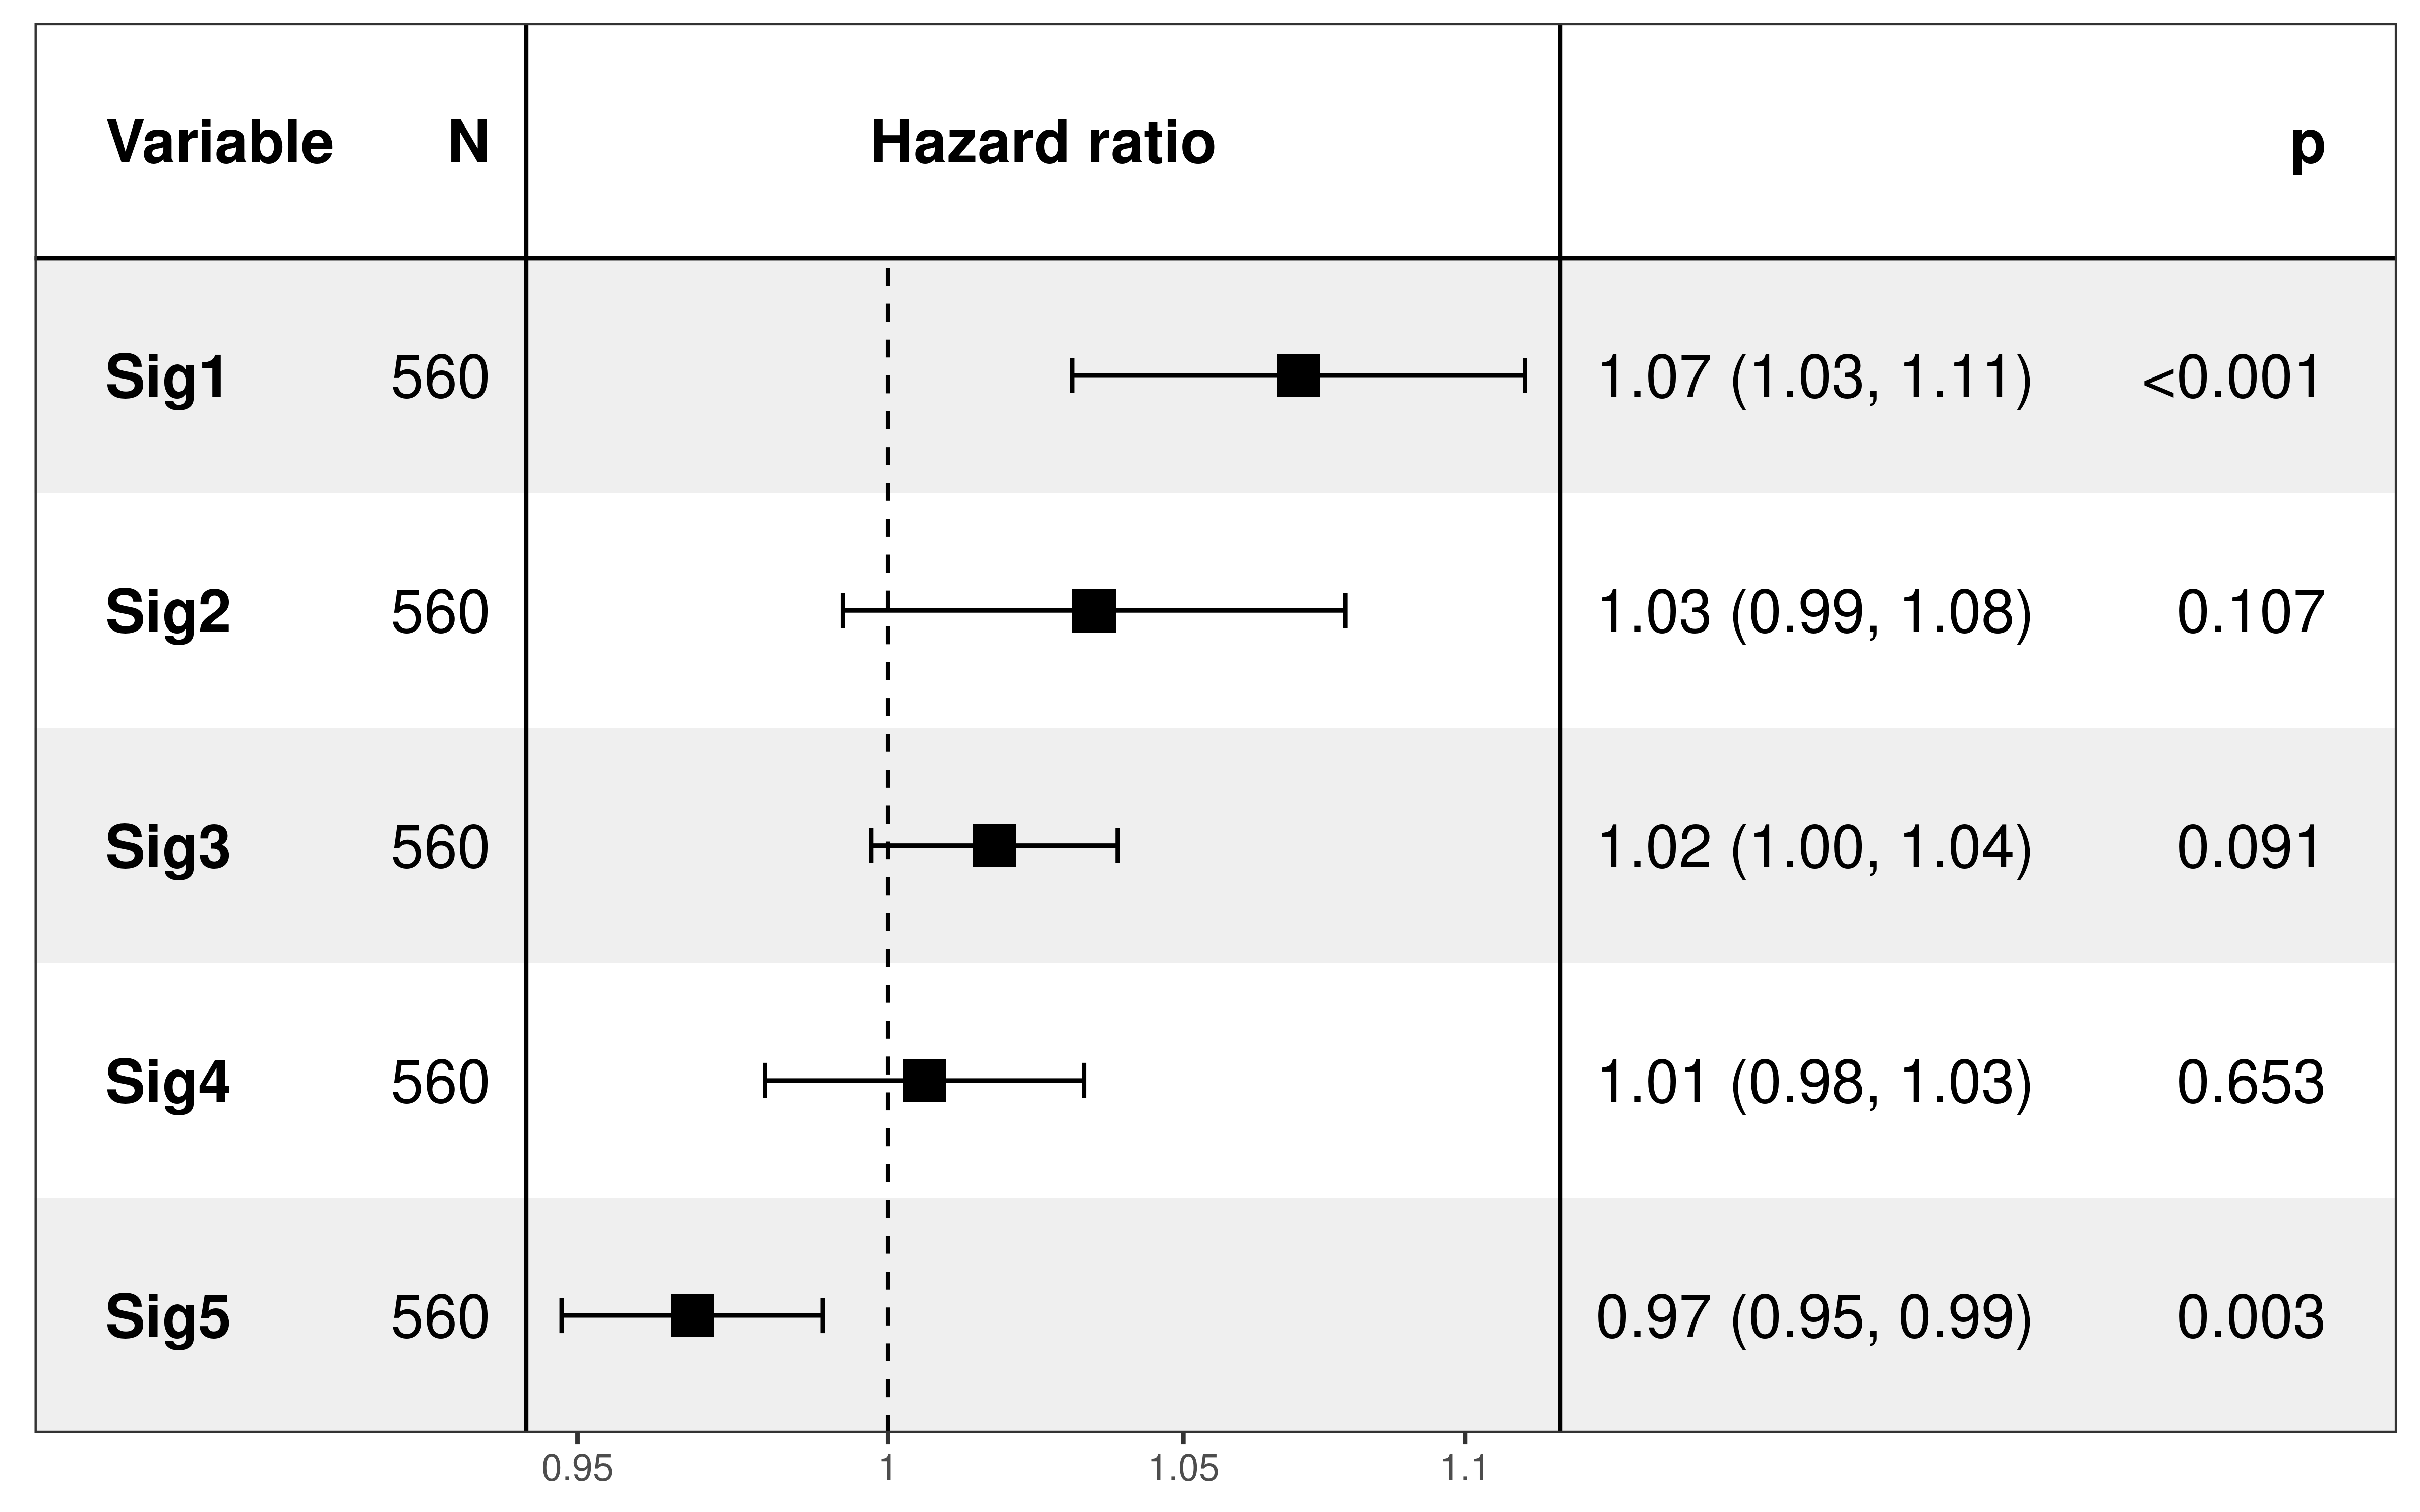 Variable N Hazard ratio p
Sig1 560 1.07 (1.03, 1.11) <0.001
Sig2 560 1.03 (0.99, 1.08) 0.107
Sig3 560 1.02 (1.00, 1.04) 0.091
Sig4 560 1.01 (0.98, 1.03) 0.653
Sig5 560 0.97 (0.95, 0.99) 0.003
0.95 1 1.05 1.1